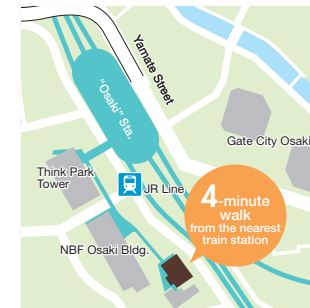 Yamate Street
"Osaki" Sta.
Gate City Osaki
Think Park
Tower
JR Line
4-minute
walk
from the nearest
train station
NBF Osaki Bldg.